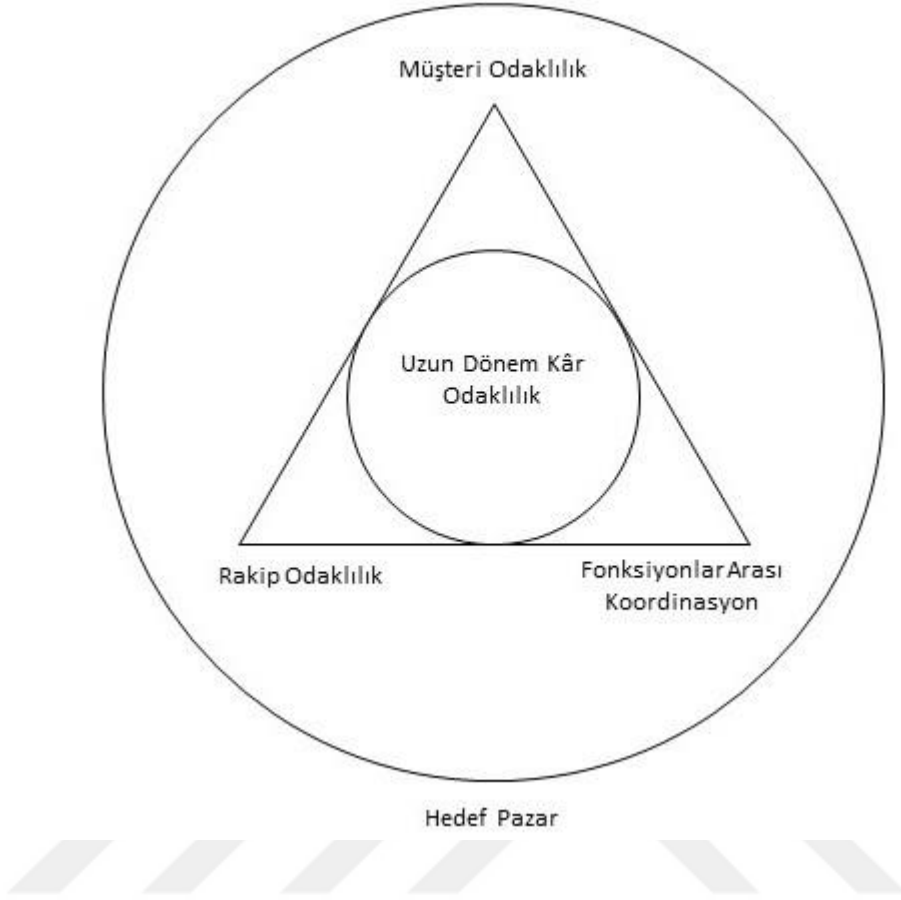 Müşteri Odaklılık
Uzun Dönem Kâr
Odaklılık
Rakip Odaklılık
Fonksiyonlar Arası
Koordinasyon
Hedef Pazar